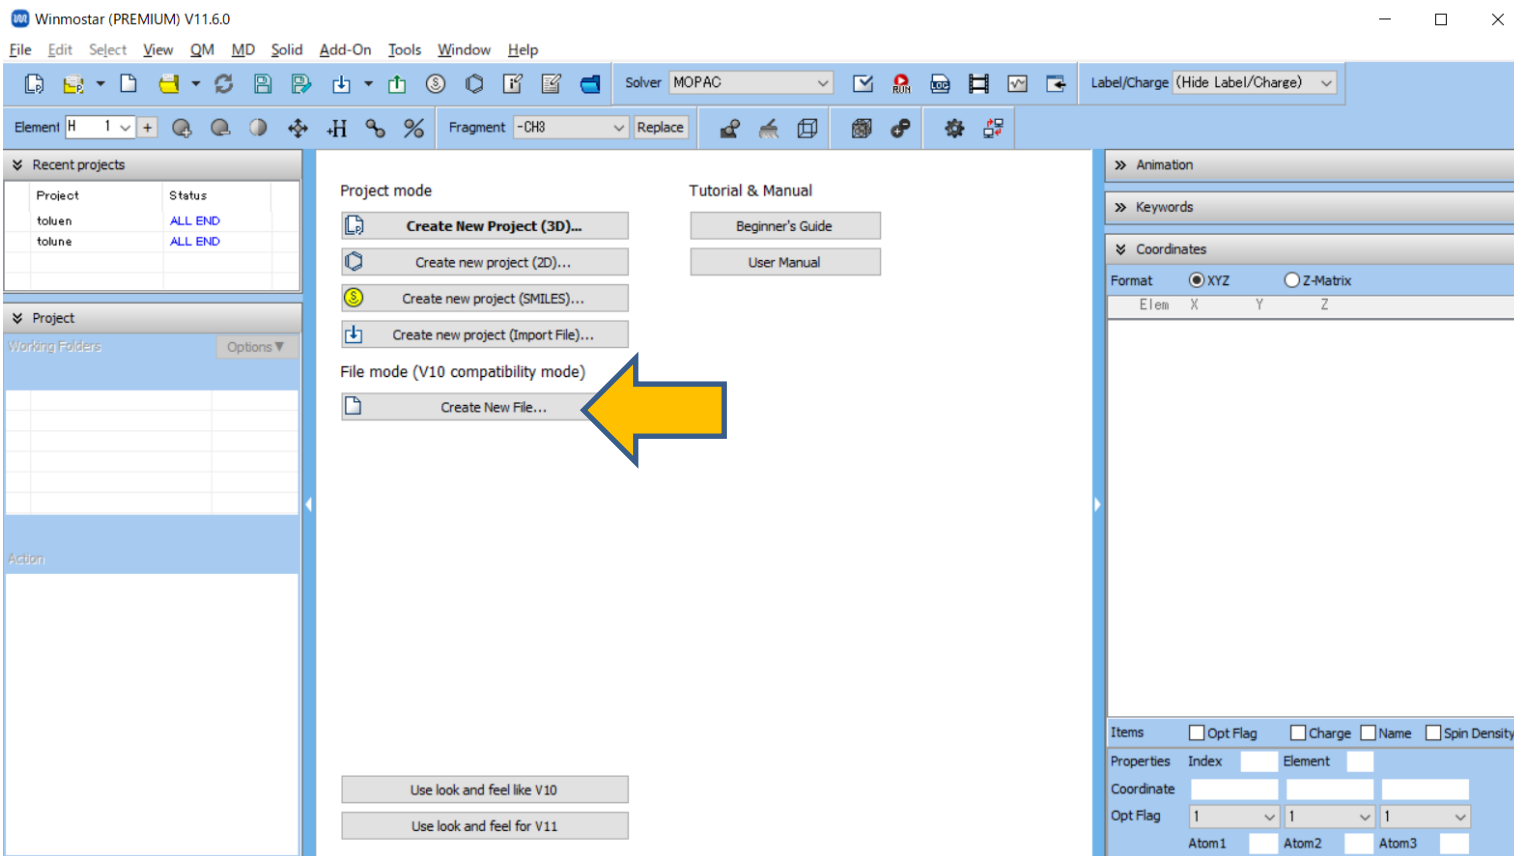 Winmostar (PREMIUM) V11.6.0
File Edit Select View QM MD Solid Add-On Tools Window Help
Solver MOPAC RUN LOG Label/Charge (Hide Label/Charge)
Element H 1 + +H Fragment -CH3 Replace
Recent projects
Project Status
toluen ALL END
tolune ALL END
Project
Working Folders Options▼
Action
Project mode
Create New Project (3D)...
Create new project (2D)...
Create new project (SMILES)...
Create new project (Import File)...
File mode (V10 compatibility mode)
Create New File...
Use look and feel like V10
Use look and feel for V11
Tutorial & Manual
Beginner's Guide
User Manual
Animation
Keywords
Coordinates
Format XYZ Z-Matrix
Elem X Y Z
Items Opt Flag Charge Name Spin Density
Properties Index Element
Coordinate
Opt Flag 1 1 1
Atom1 Atom2 Atom3